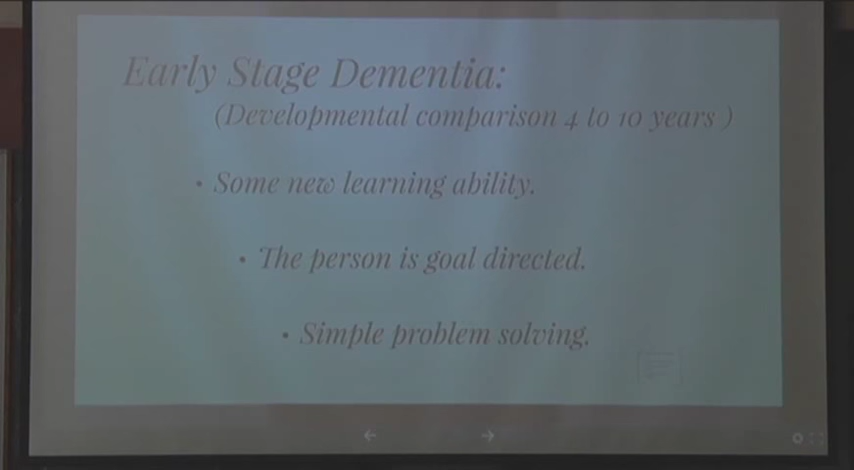 Early Stage Dementia:
(Developmental comparison 4 to 10 years )
• Some new learning ability.
• The person is goal directed.
• Simple problem solving.